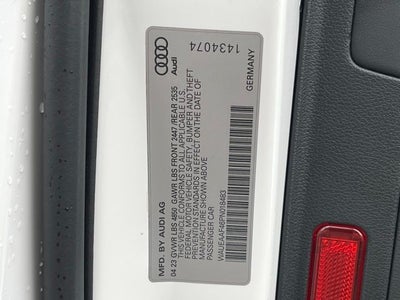 MFD. BY AUDI AG
04 23 GVWR LBS 4890 GAWR LBS FRONT 2447 /REAR 2535
THIS VEHICLE CONFORMS TO ALL APPLICABLE U.S.
FEDERAL MOTOR VEHICLE SAFETY, BUMPER AND THEFT
PREVENTION STANDARDS IN EFFECT ON THE DATE OF
MANUFACTURE SHOWN ABOVE.
PASSENGER CAR
Audi
1434074
GERMANY